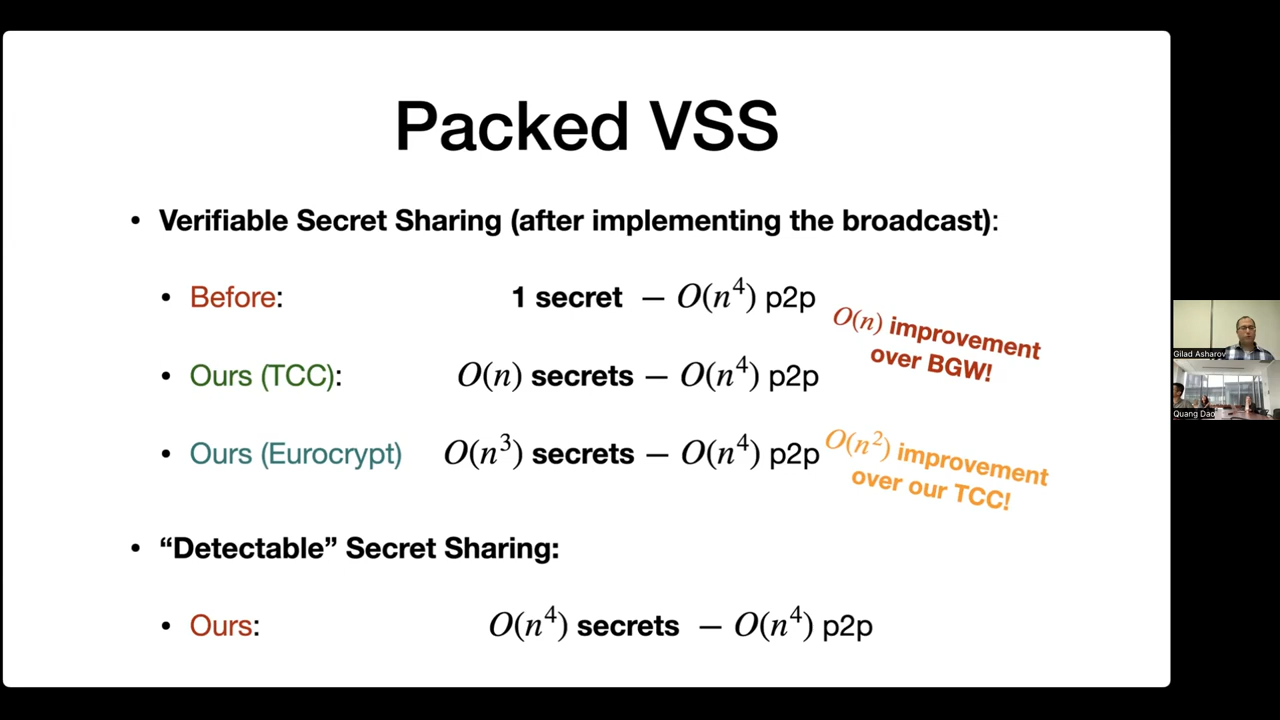 Packed VSS
• Verifiable Secret Sharing (after implementing the broadcast):
• Before: 1 secret – O(n⁴) p2p
O(n) improvement
over BGW!
• Ours (TCC): O(n) secrets – O(n⁴) p2p
• Ours (Eurocrypt) O(n³) secrets – O(n⁴) p2p
O(n²) improvement
over our TCC!
• “Detectable” Secret Sharing:
• Ours: O(n⁴) secrets – O(n⁴) p2p
Gilad Asharov
Quang Dao